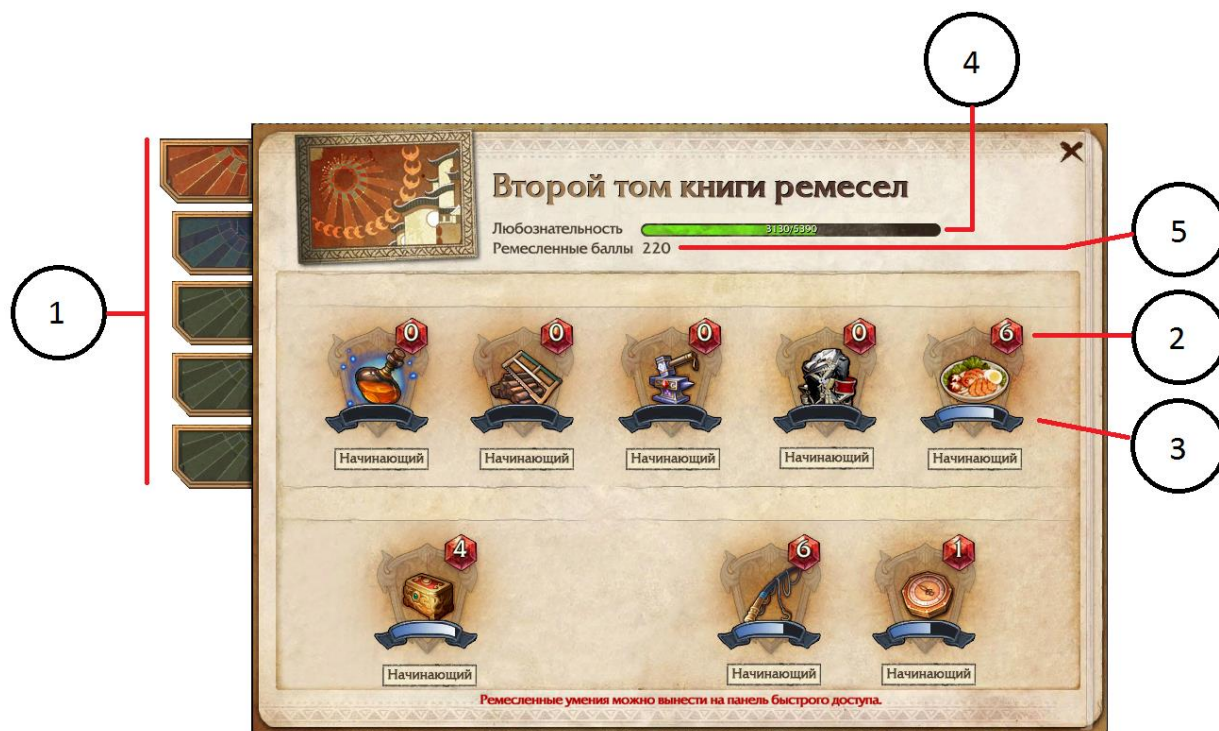 4
Второй том книги ремесел
Любознательность 3130/5390
Ремесленные баллы 220
5
1
0 0 0 0 6
2
3
Начинающий Начинающий Начинающий Начинающий Начинающий
4 6 1
Начинающий Начинающий Начинающий
Ремесленные умения можно вынести на панель быстрого доступа.